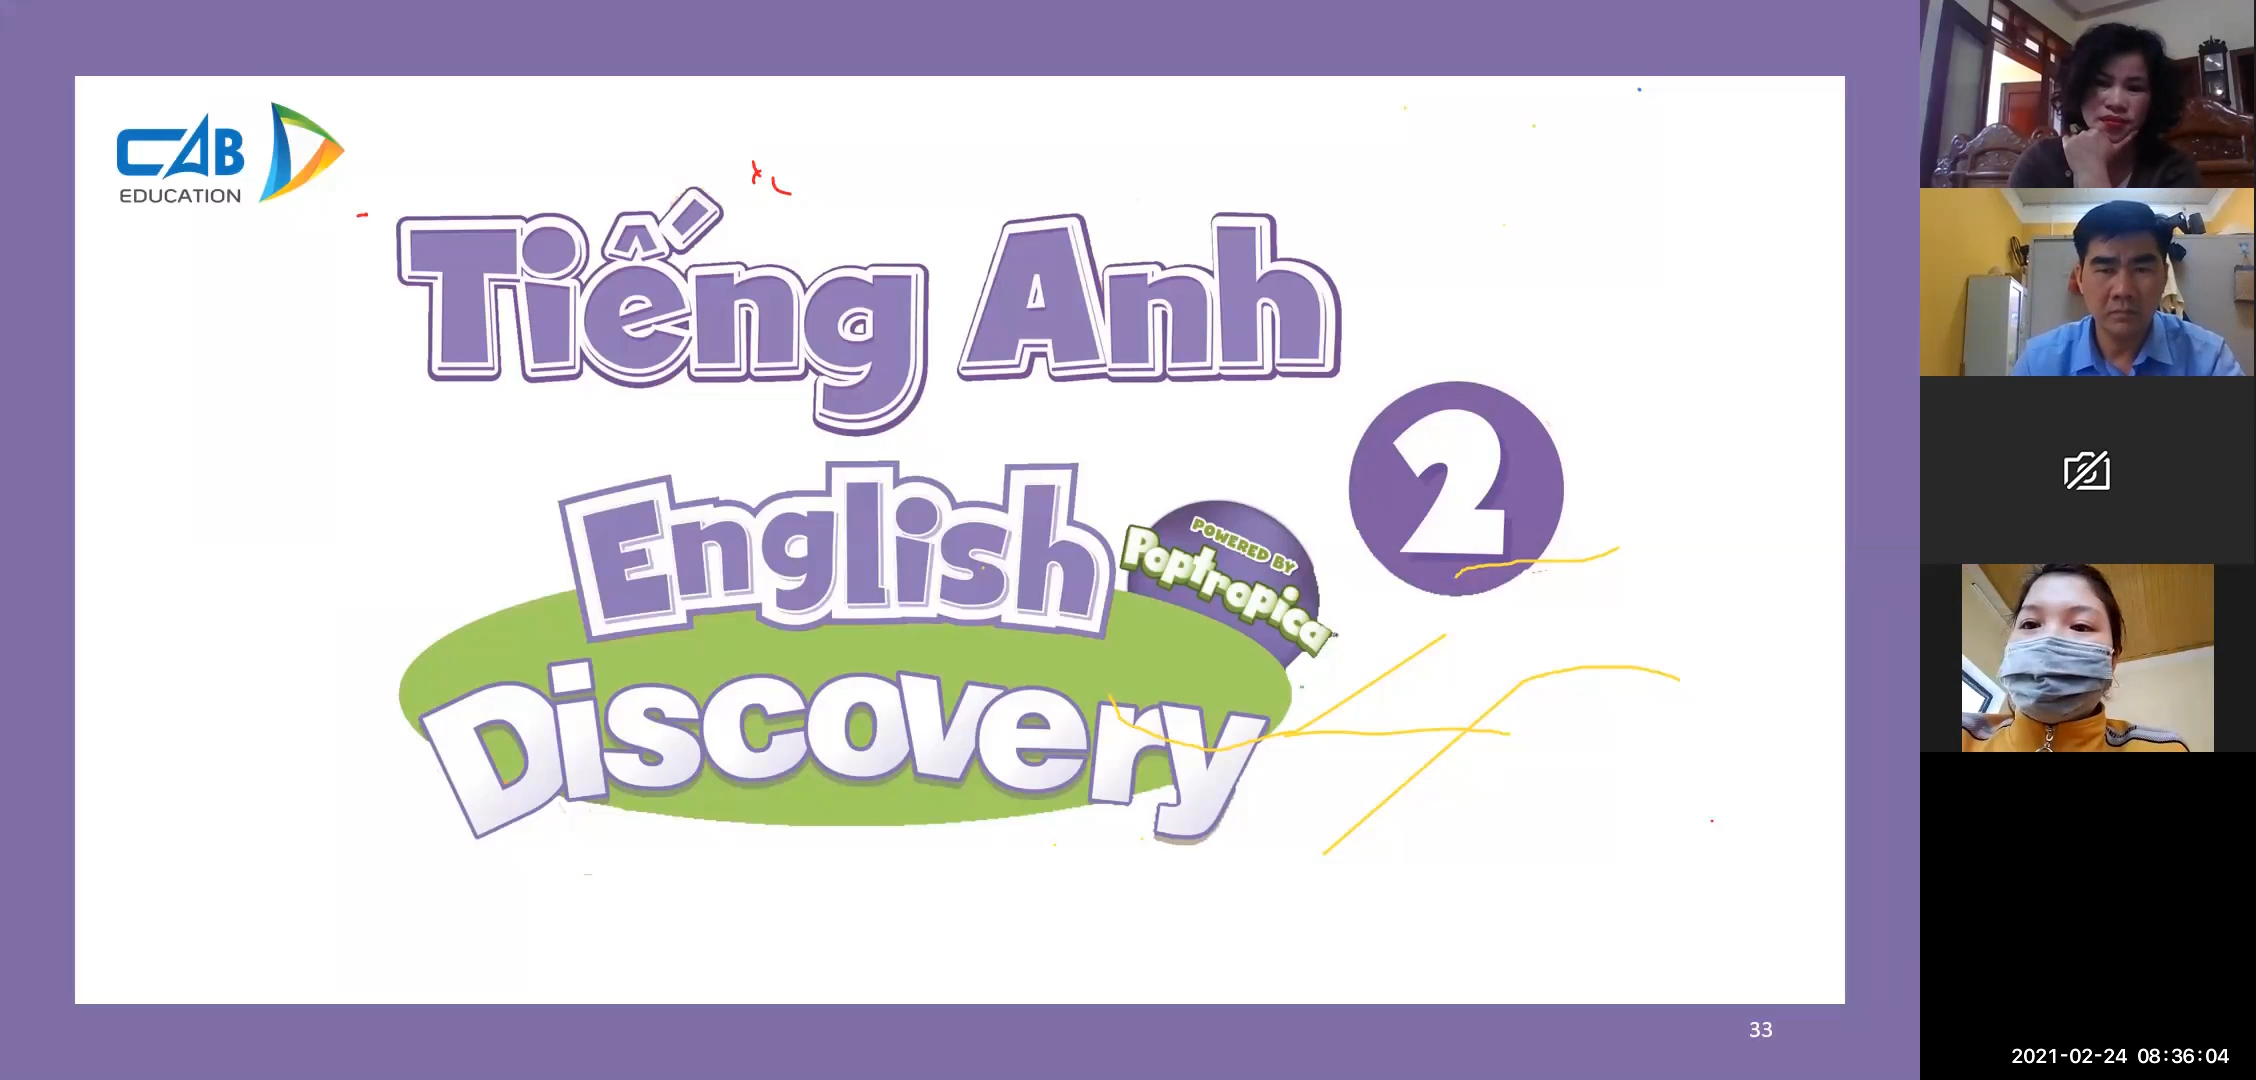 CAB
EDUCATION
Tiếng Anh
2
English
POWERED BY
Poptropica
Discovery
33
2021-02-24 08:36:04